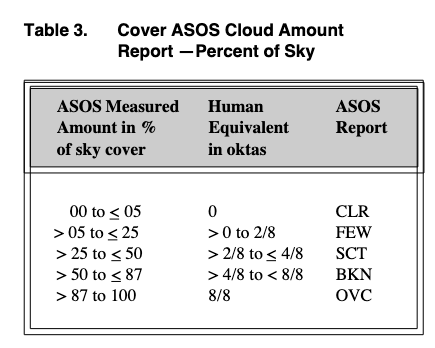 Table 3. Cover ASOS Cloud Amount
Report —Percent of Sky
ASOS Measured Human ASOS
Amount in % Equivalent Report
of sky cover in oktas
00 to ≤ 05 0 CLR
> 05 to ≤ 25 > 0 to 2/8 FEW
> 25 to ≤ 50 > 2/8 to ≤ 4/8 SCT
> 50 to ≤ 87 > 4/8 to < 8/8 BKN
> 87 to 100 8/8 OVC